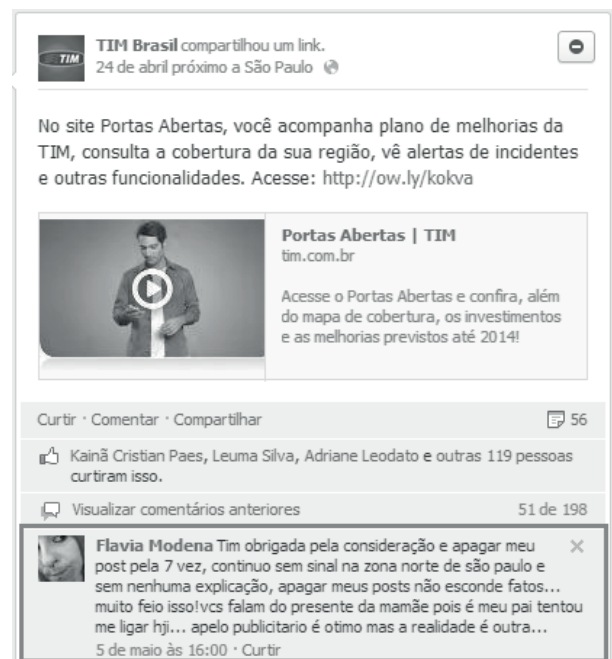 TIM
TIM Brasil compartilhou um link.
24 de abril próximo a São Paulo
No site Portas Abertas, você acompanha plano de melhorias da
TIM, consulta a cobertura da sua região, vê alertas de incidentes
e outras funcionalidades. Acesse: http://ow.ly/kokva
Portas Abertas | TIM
tim.com.br
Acesse o Portas Abertas e confira, além
do mapa de cobertura, os investimentos
e as melhorias previstos até 2014!
Curtir · Comentar · Compartilhar 56
Kainã Cristian Paes, Leuma Silva, Adriane Leodato e outras 119 pessoas
curtiram isso.
Visualizar comentários anteriores 51 de 198
Flavia Modena Tim obrigada pela consideração e apagar meu
post pela 7 vez, continuo sem sinal na zona norte de são paulo e
sem nenhuma explicação, apagar meus posts não esconde fatos...
muito feio isso!vcs falam do presente da mamãe pois é meu pai tentou
me ligar hji... apelo publicitario é otimo mas a realidade é outra...
5 de maio às 16:00 · Curtir